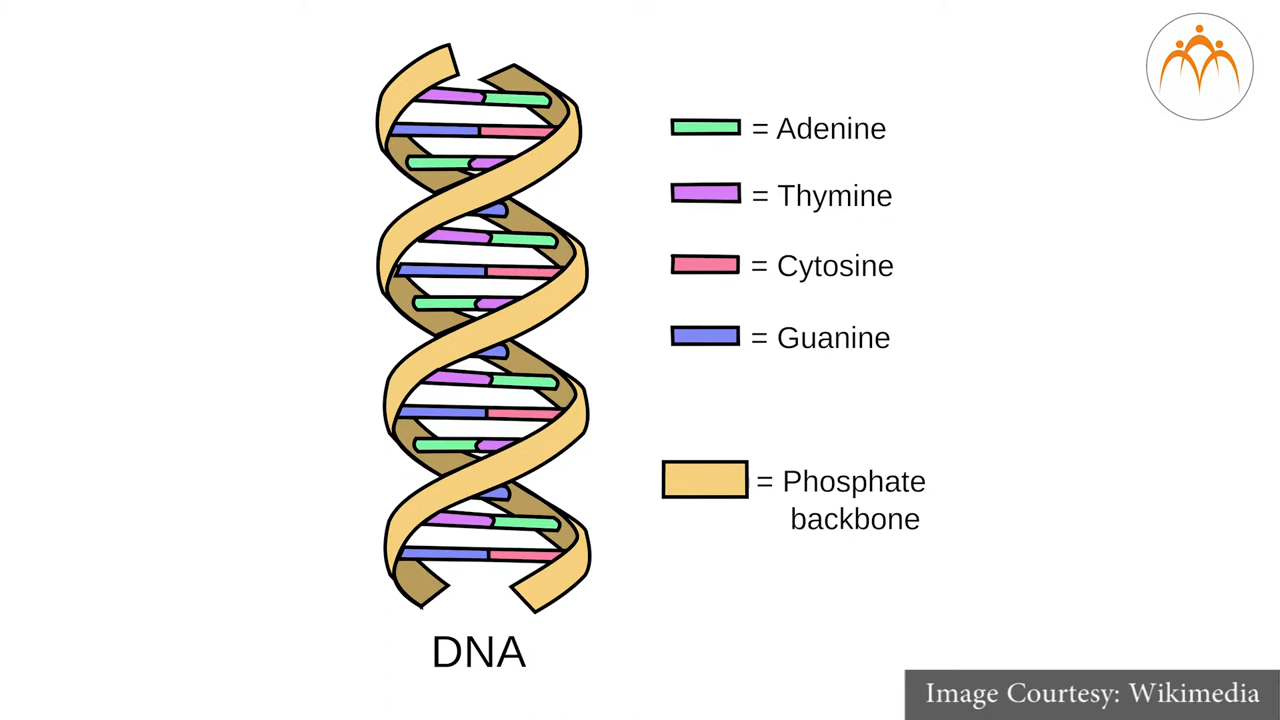 = Adenine
= Thymine
= Cytosine
= Guanine
= Phosphate
backbone
DNA
Image Courtesy: Wikimedia